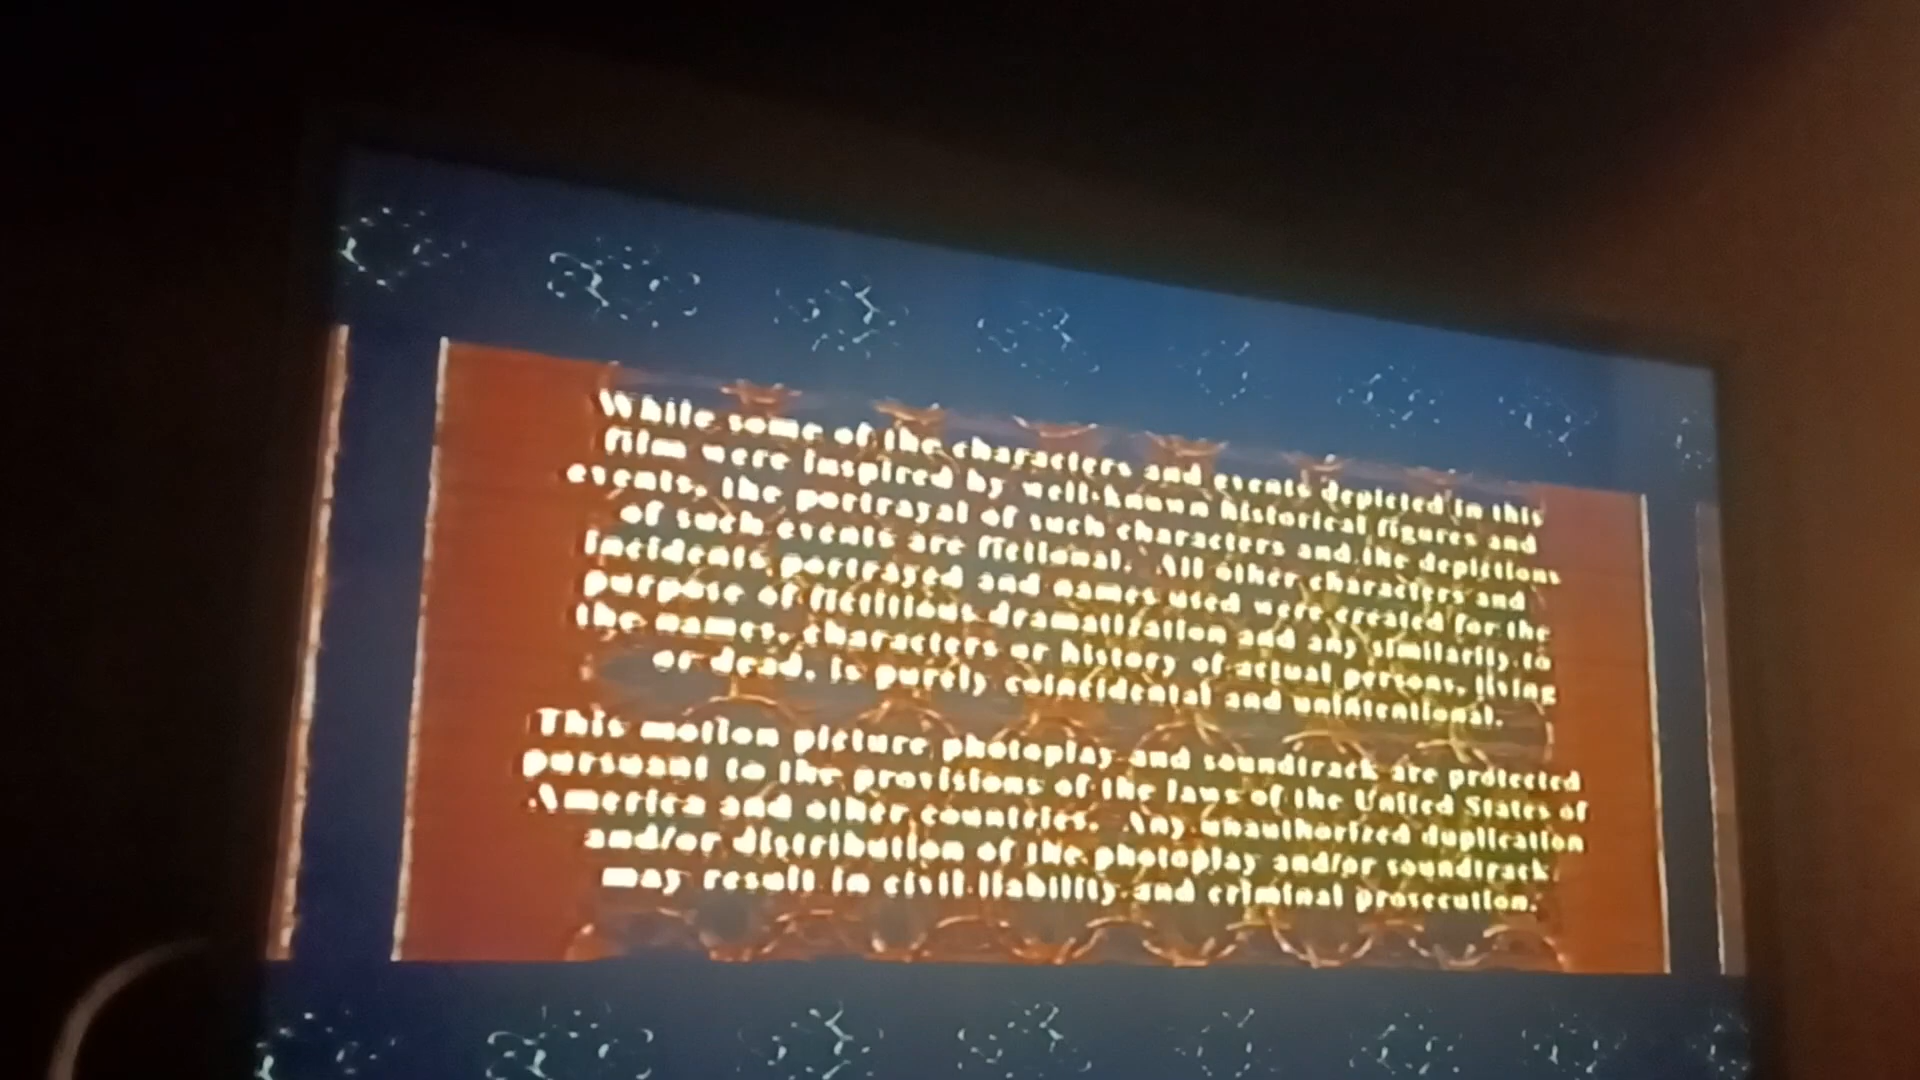 While some of the characters and events depicted in this
film were inspired by well-known historical figures and
events, the portrayal of such characters and the depictions
of such events are fictional. All other characters and
incidents portrayed and names used were created for the
purpose of fictitious dramatization and any similarity to
the names, characters or history of actual persons, living
or dead, is purely coincidental and unintentional.
This motion picture photoplay and soundtrack are protected
pursuant to the provisions of the laws of the United States of
America and other countries. Any unauthorized duplication
and/or distribution of the photoplay and/or soundtrack
may result in civil liability and criminal prosecution.